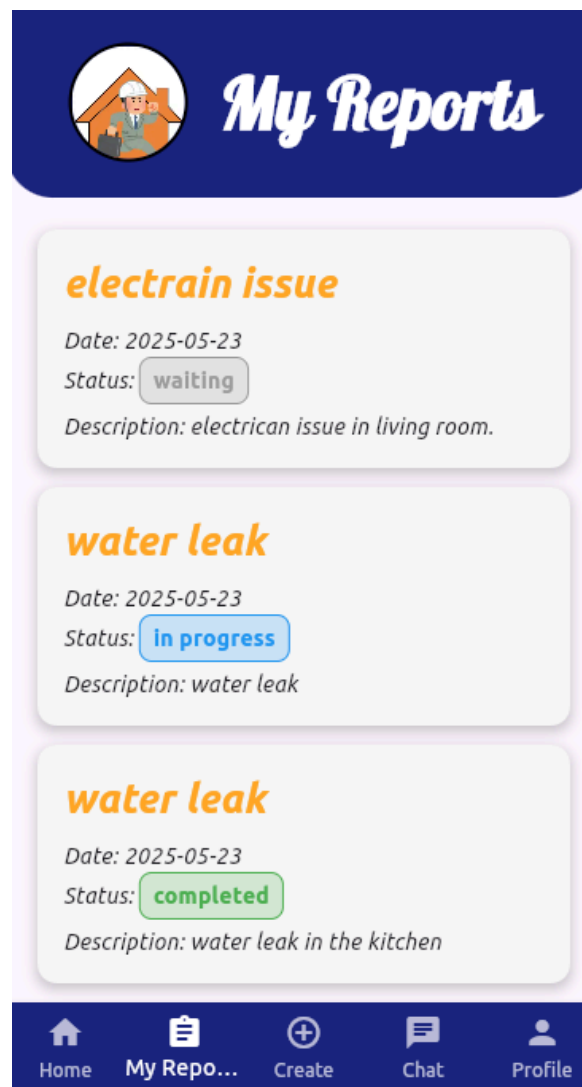 My Reports
electrain issue
Date: 2025-05-23
Status: waiting
Description: electrican issue in living room.
water leak
Date: 2025-05-23
Status: in progress
Description: water leak
water leak
Date: 2025-05-23
Status: completed
Description: water leak in the kitchen
Home My Repo... Create Chat Profile